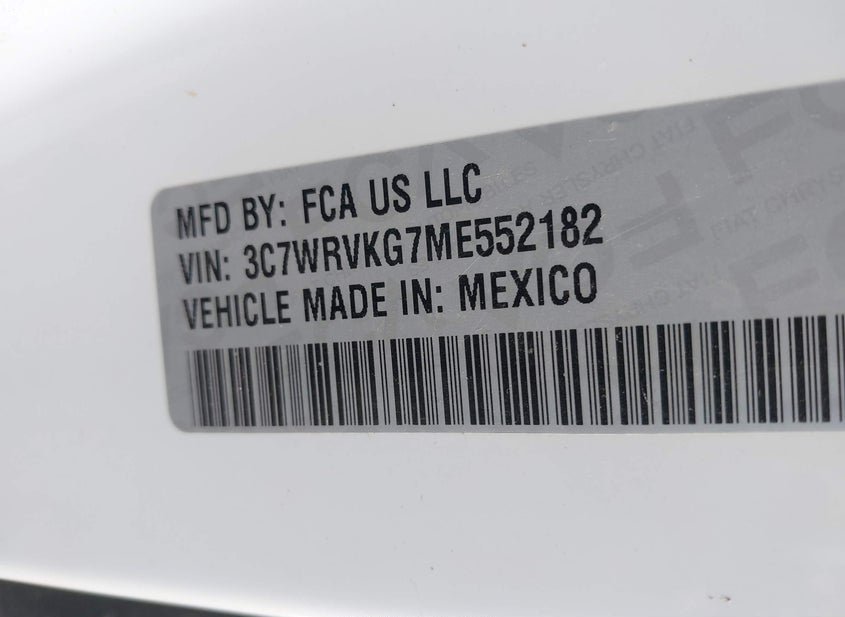 MFD BY: FCA US LLC
VIN: 3C7WRVKG7ME552182
VEHICLE MADE IN: MEXICO